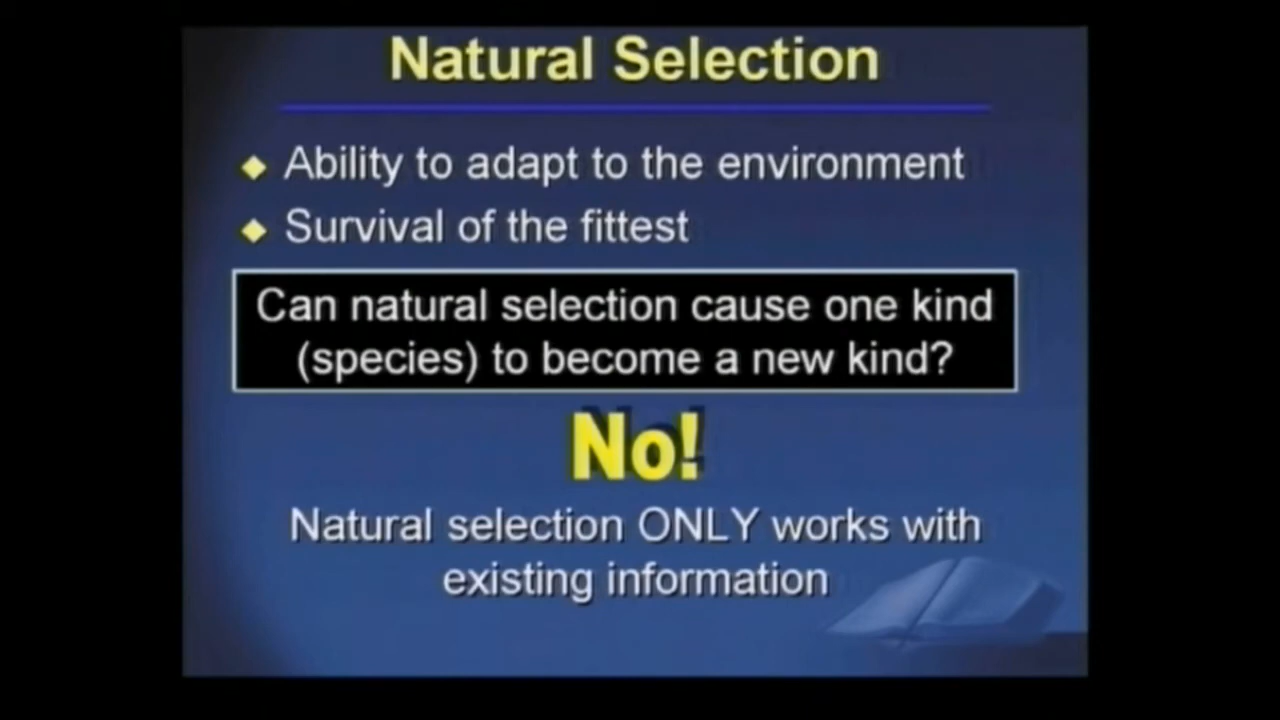 Natural Selection
Ability to adapt to the environment
Survival of the fittest
Can natural selection cause one kind
(species) to become a new kind?
No!
Natural selection ONLY works with
existing information